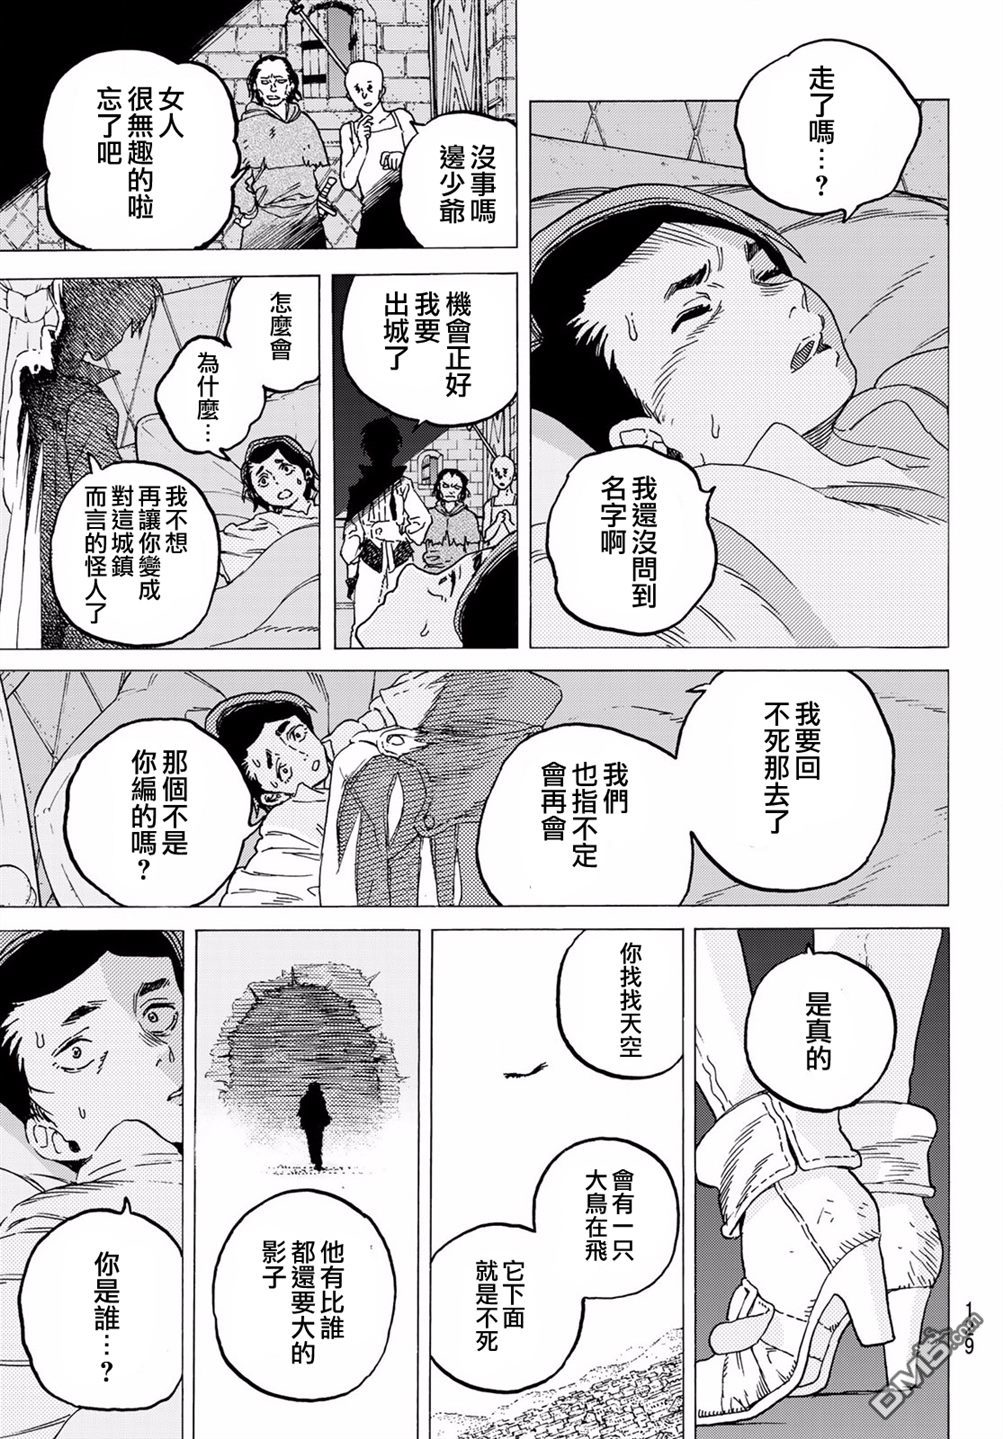 走了嗎…?
我還沒問到
名字啊
沒事嗎
邊少爺
女人
很無趣的啦
忘了吧
機會正好
我要
出城了
怎麼會
為什麼…
我不想
再讓你變成
對這城鎮
而言的怪人了
我要回
不死那去了
我們
也指不定
會再會
那個不是
你編的嗎?
是真的
你找找天空
會有一只
大鳥在飛
它下面
就是不死
他有比誰
都還要大的
影子
你是誰…?
139
DM5.com